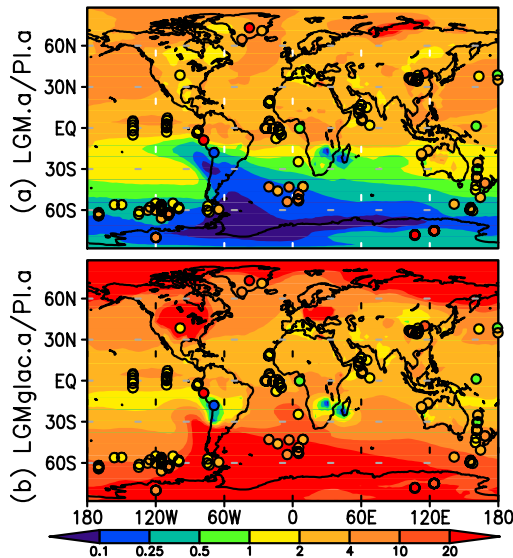 (a) LGM.a/PI.a
60N
30N
EQ
30S
60S
(b) LGMglac.a/PI.a
60N
30N
EQ
30S
60S
180 120W 60W 0 60E 120E 180
0.1 0.25 0.5 1 2 4 10 20